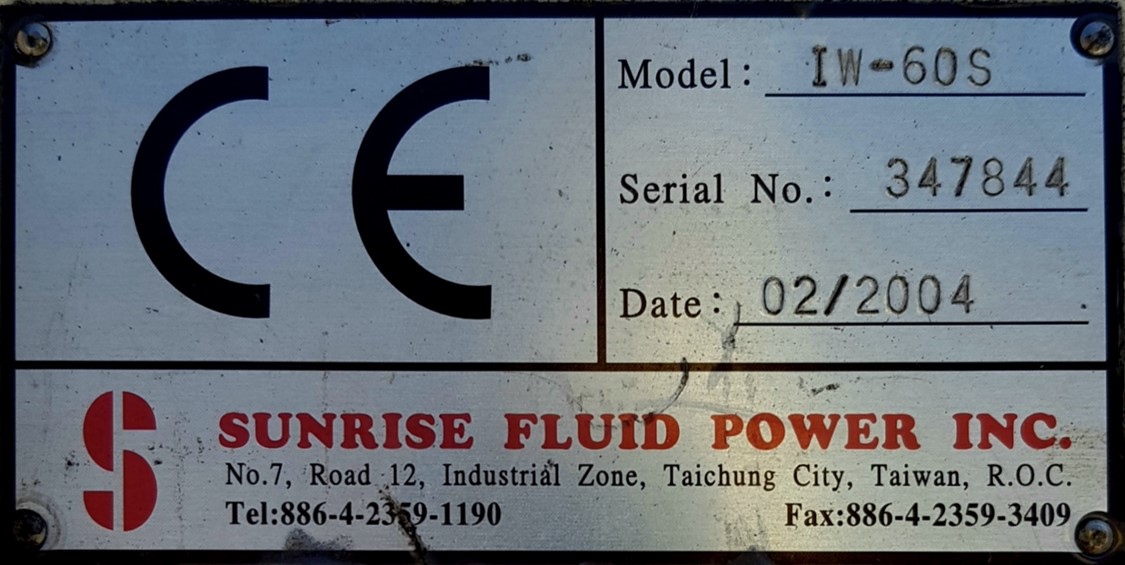 CE
Model: IW-60S
Serial No.: 347844
Date: 02/2004
S
SUNRISE FLUID POWER INC.
No.7, Road 12, Industrial Zone, Taichung City, Taiwan, R.O.C.
Tel:886-4-2359-1190 Fax:886-4-2359-3409